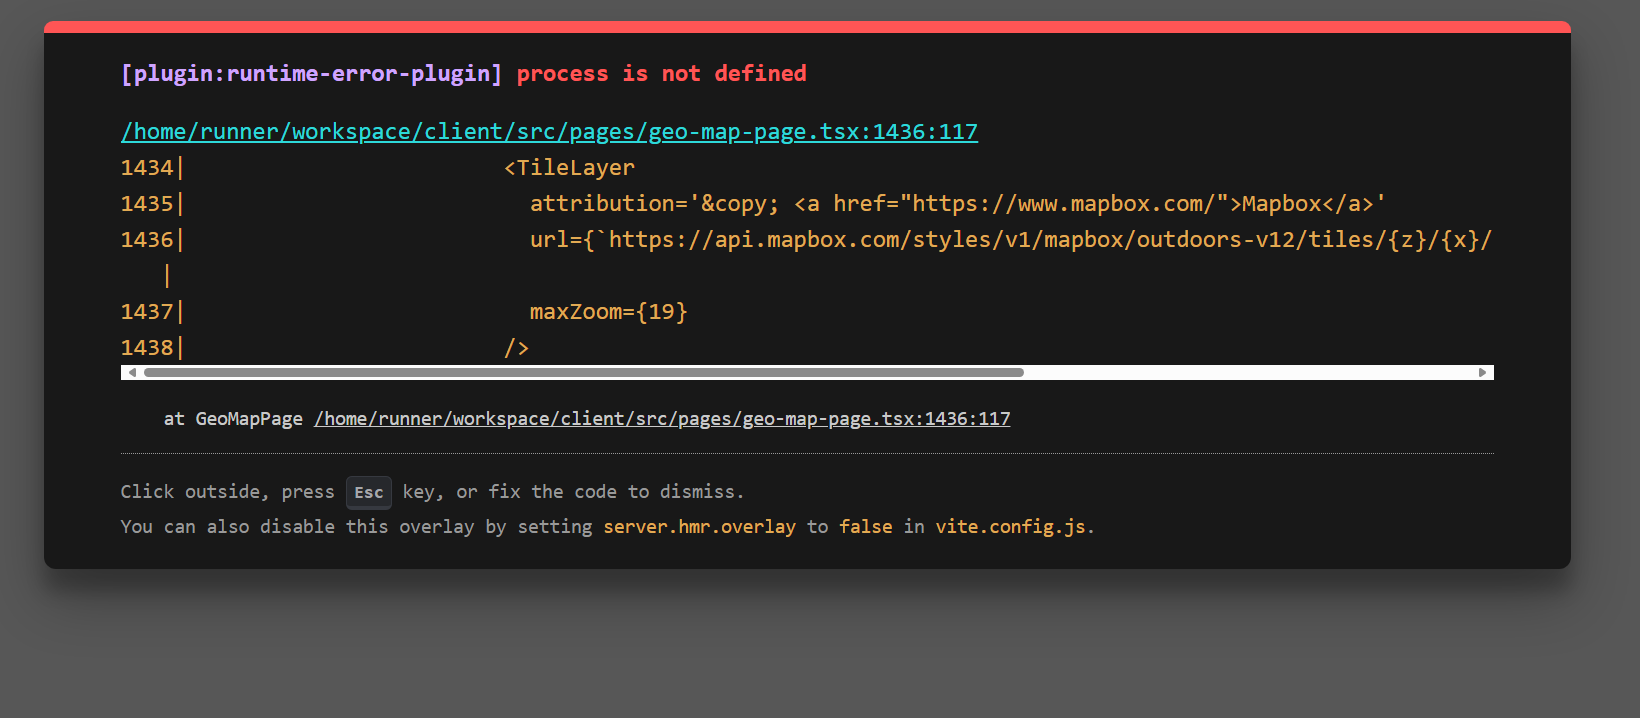 [plugin:runtime-error-plugin] process is not defined
/home/runner/workspace/client/src/pages/geo-map-page.tsx:1436:117
1434|                        <TileLayer
1435|                          attribution='&copy; <a href="https://www.mapbox.com/">Mapbox</a>'
1436|                          url={`https://api.mapbox.com/styles/v1/mapbox/outdoors-v12/tiles/{z}/{x}/
   |
1437|                          maxZoom={19}
1438|                        />
at GeoMapPage /home/runner/workspace/client/src/pages/geo-map-page.tsx:1436:117
Click outside, press Esc key, or fix the code to dismiss.
You can also disable this overlay by setting server.hmr.overlay to false in vite.config.js.